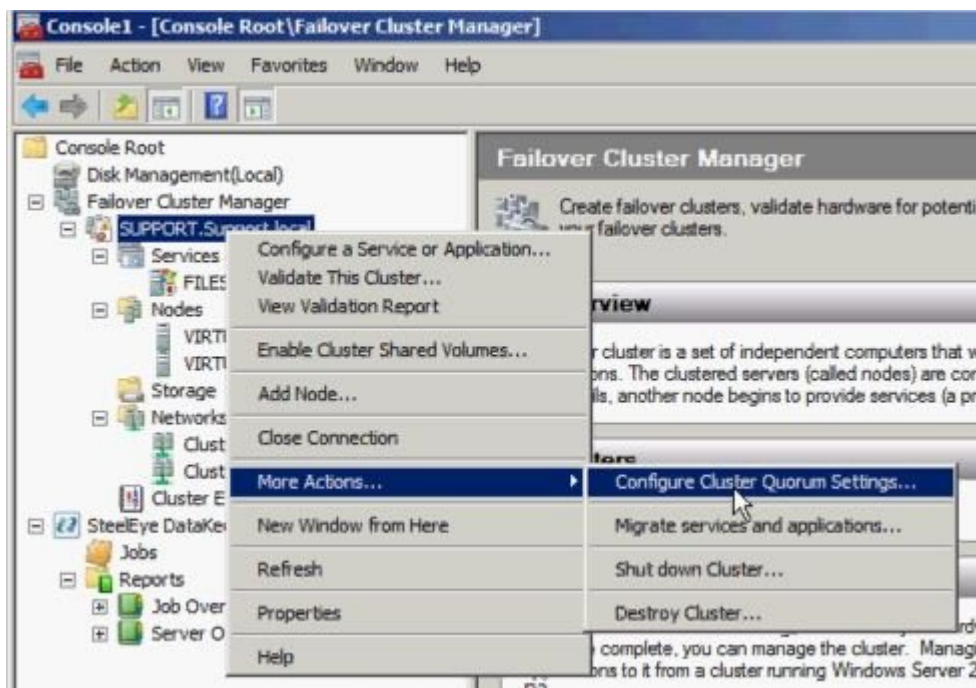 Console1 - [Console Root\Failover Cluster Manager]
File Action View Favorites Window Help
Console Root
Disk Management(Local)
Failover Cluster Manager
SUPPORT.Support.local
Services
FILES
Nodes
VIRT
VIRT
Storage
Networks
Clust
Clust
Cluster E
SteelEye DataKe
Jobs
Reports
Job Over
Server O
Configure a Service or Application...
Validate This Cluster...
View Validation Report
Enable Cluster Shared Volumes...
Add Node...
Close Connection
More Actions...
New Window from Here
Refresh
Properties
Help
Configure Cluster Quorum Settings...
Migrate services and applications...
Shut down Cluster...
Destroy Cluster...
Failover Cluster Manager
Create failover clusters, validate hardware for potenti
your failover clusters.
rview
r cluster is a set of independent computers that w
ons. The clustered servers (called nodes) are con
ils, another node begins to provide services (a pr
complete, you can manage the cluster. Managi
ons to it from a cluster running Windows Server 2